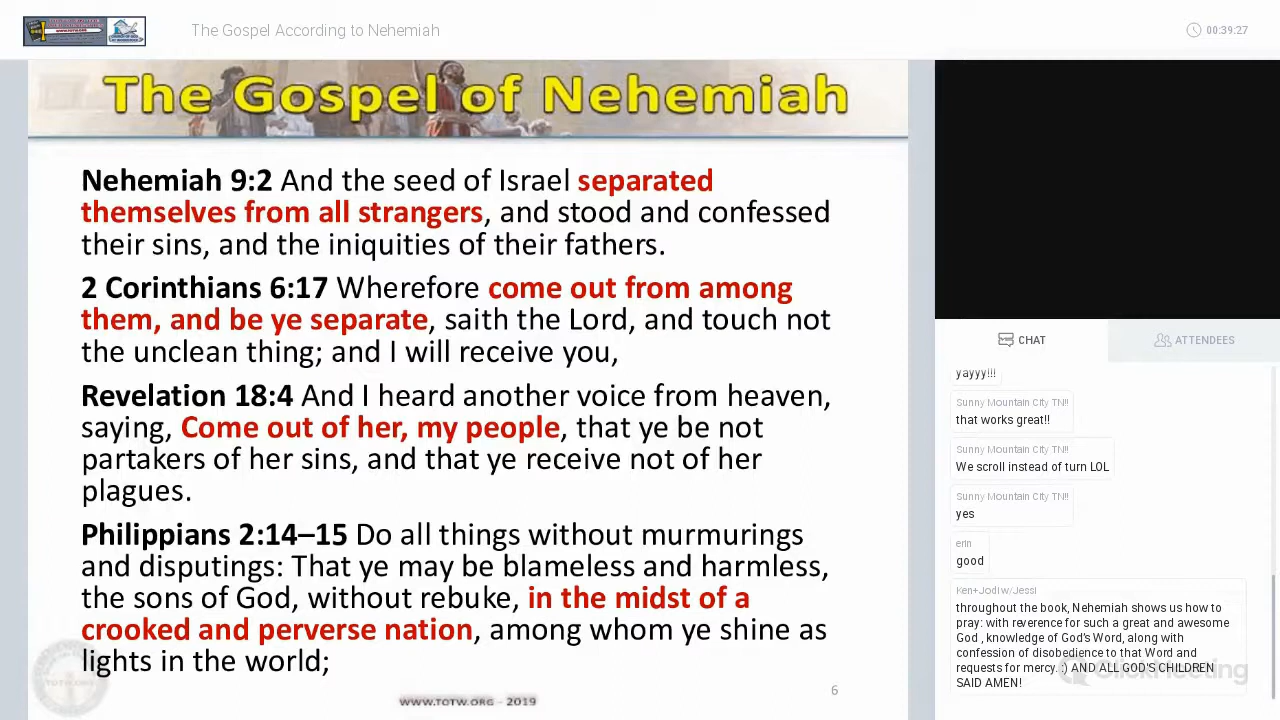 The Gospel According to Nehemiah
00:39:27
The Gospel of Nehemiah
Nehemiah 9:2 And the seed of Israel separated
themselves from all strangers, and stood and confessed
their sins, and the iniquities of their fathers.
2 Corinthians 6:17 Wherefore come out from among
them, and be ye separate, saith the Lord, and touch not
the unclean thing; and I will receive you,
Revelation 18:4 And I heard another voice from heaven,
saying, Come out of her, my people, that ye be not
partakers of her sins, and that ye receive not of her
plagues.
Philippians 2:14–15 Do all things without murmurings
and disputings: That ye may be blameless and harmless,
the sons of God, without rebuke, in the midst of a
crooked and perverse nation, among whom ye shine as
lights in the world;
WWW.TOTW.ORG - 2019
6
TOTW.ORG
CHAT
ATTENDEES
yayyy!!!
Sunny Mountain City TN!!
that works great!!
Sunny Mountain City TN!!
We scroll instead of turn LOL
Sunny Mountain City TN!!
yes
erin
good
Ken+Jodi w/Jessi
throughout the book, Nehemiah shows us how to
pray: with reverence for such a great and awesome
God , knowledge of God's Word, along with
confession of disobedience to that Word and
requests for mercy. :) AND ALL GOD'S CHILDREN
SAID AMEN!
ClickMeeting